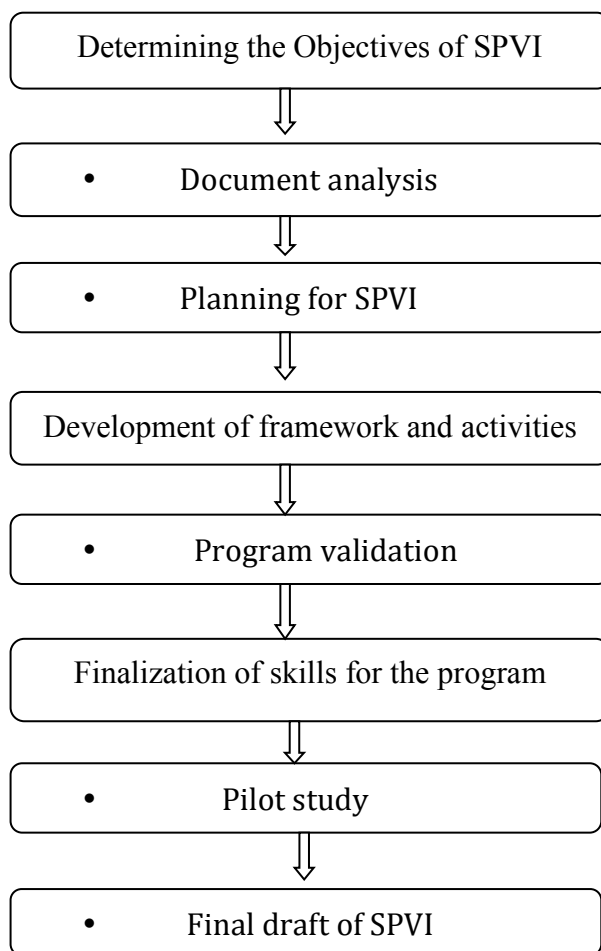 Determining the Objectives of SPVI
• Document analysis
• Planning for SPVI
Development of framework and activities
• Program validation
Finalization of skills for the program
• Pilot study
• Final draft of SPVI